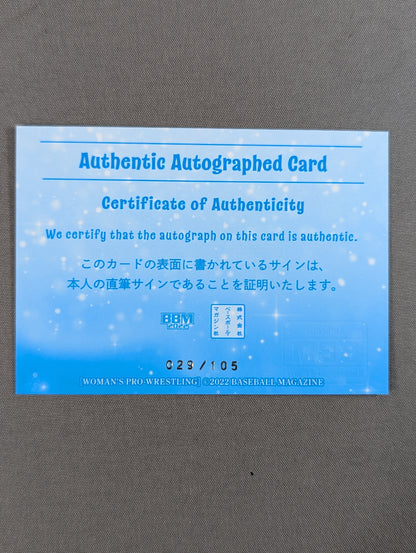 Authentic Autographed Card
Certificate of Authenticity
We certify that the autograph on this card is authentic.
このカードの表面に書かれているサインは、
本人の直筆サインであることを証明いたします。
BBM
2022
株式会社
ベースボール
マガジン社
029/105
WOMAN'S PRO-WRESTLING ©2022 BASEBALL MAGAZINE